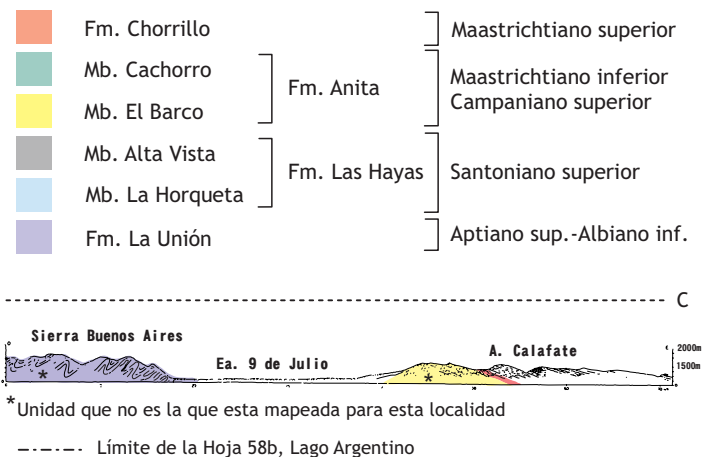 Fm. Chorrillo
Maastrichtiano superior
Mb. Cachorro
Mb. El Barco
Fm. Anita
Maastrichtiano inferior
Campaniano superior
Mb. Alta Vista
Mb. La Horqueta
Fm. Las Hayas
Santoniano superior
Fm. La Unión
Aptiano sup.-Albiano inf.
C
Sierra Buenos Aires
Ea. 9 de Julio
A. Calafate
2000m
1500m
*
*
*Unidad que no es la que esta mapeada para esta localidad
Límite de la Hoja 58b, Lago Argentino